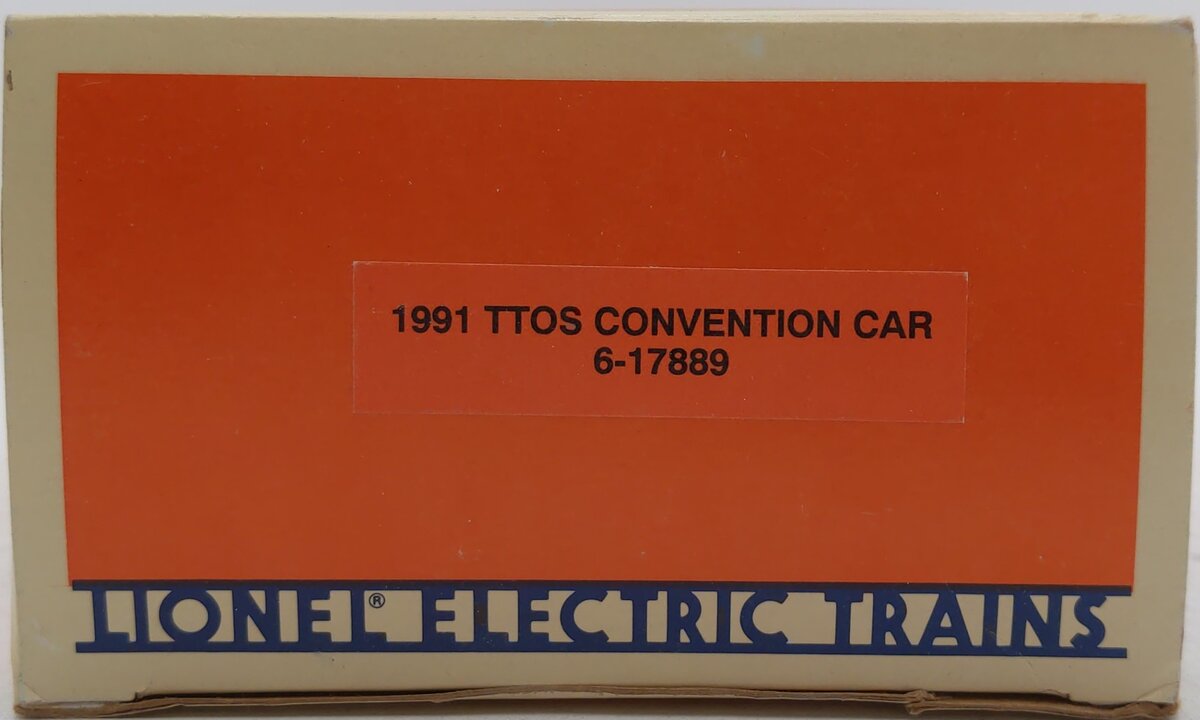 1991 TTOS CONVENTION CAR
6-17889
LIONEL® ELECTRIC TRAINS